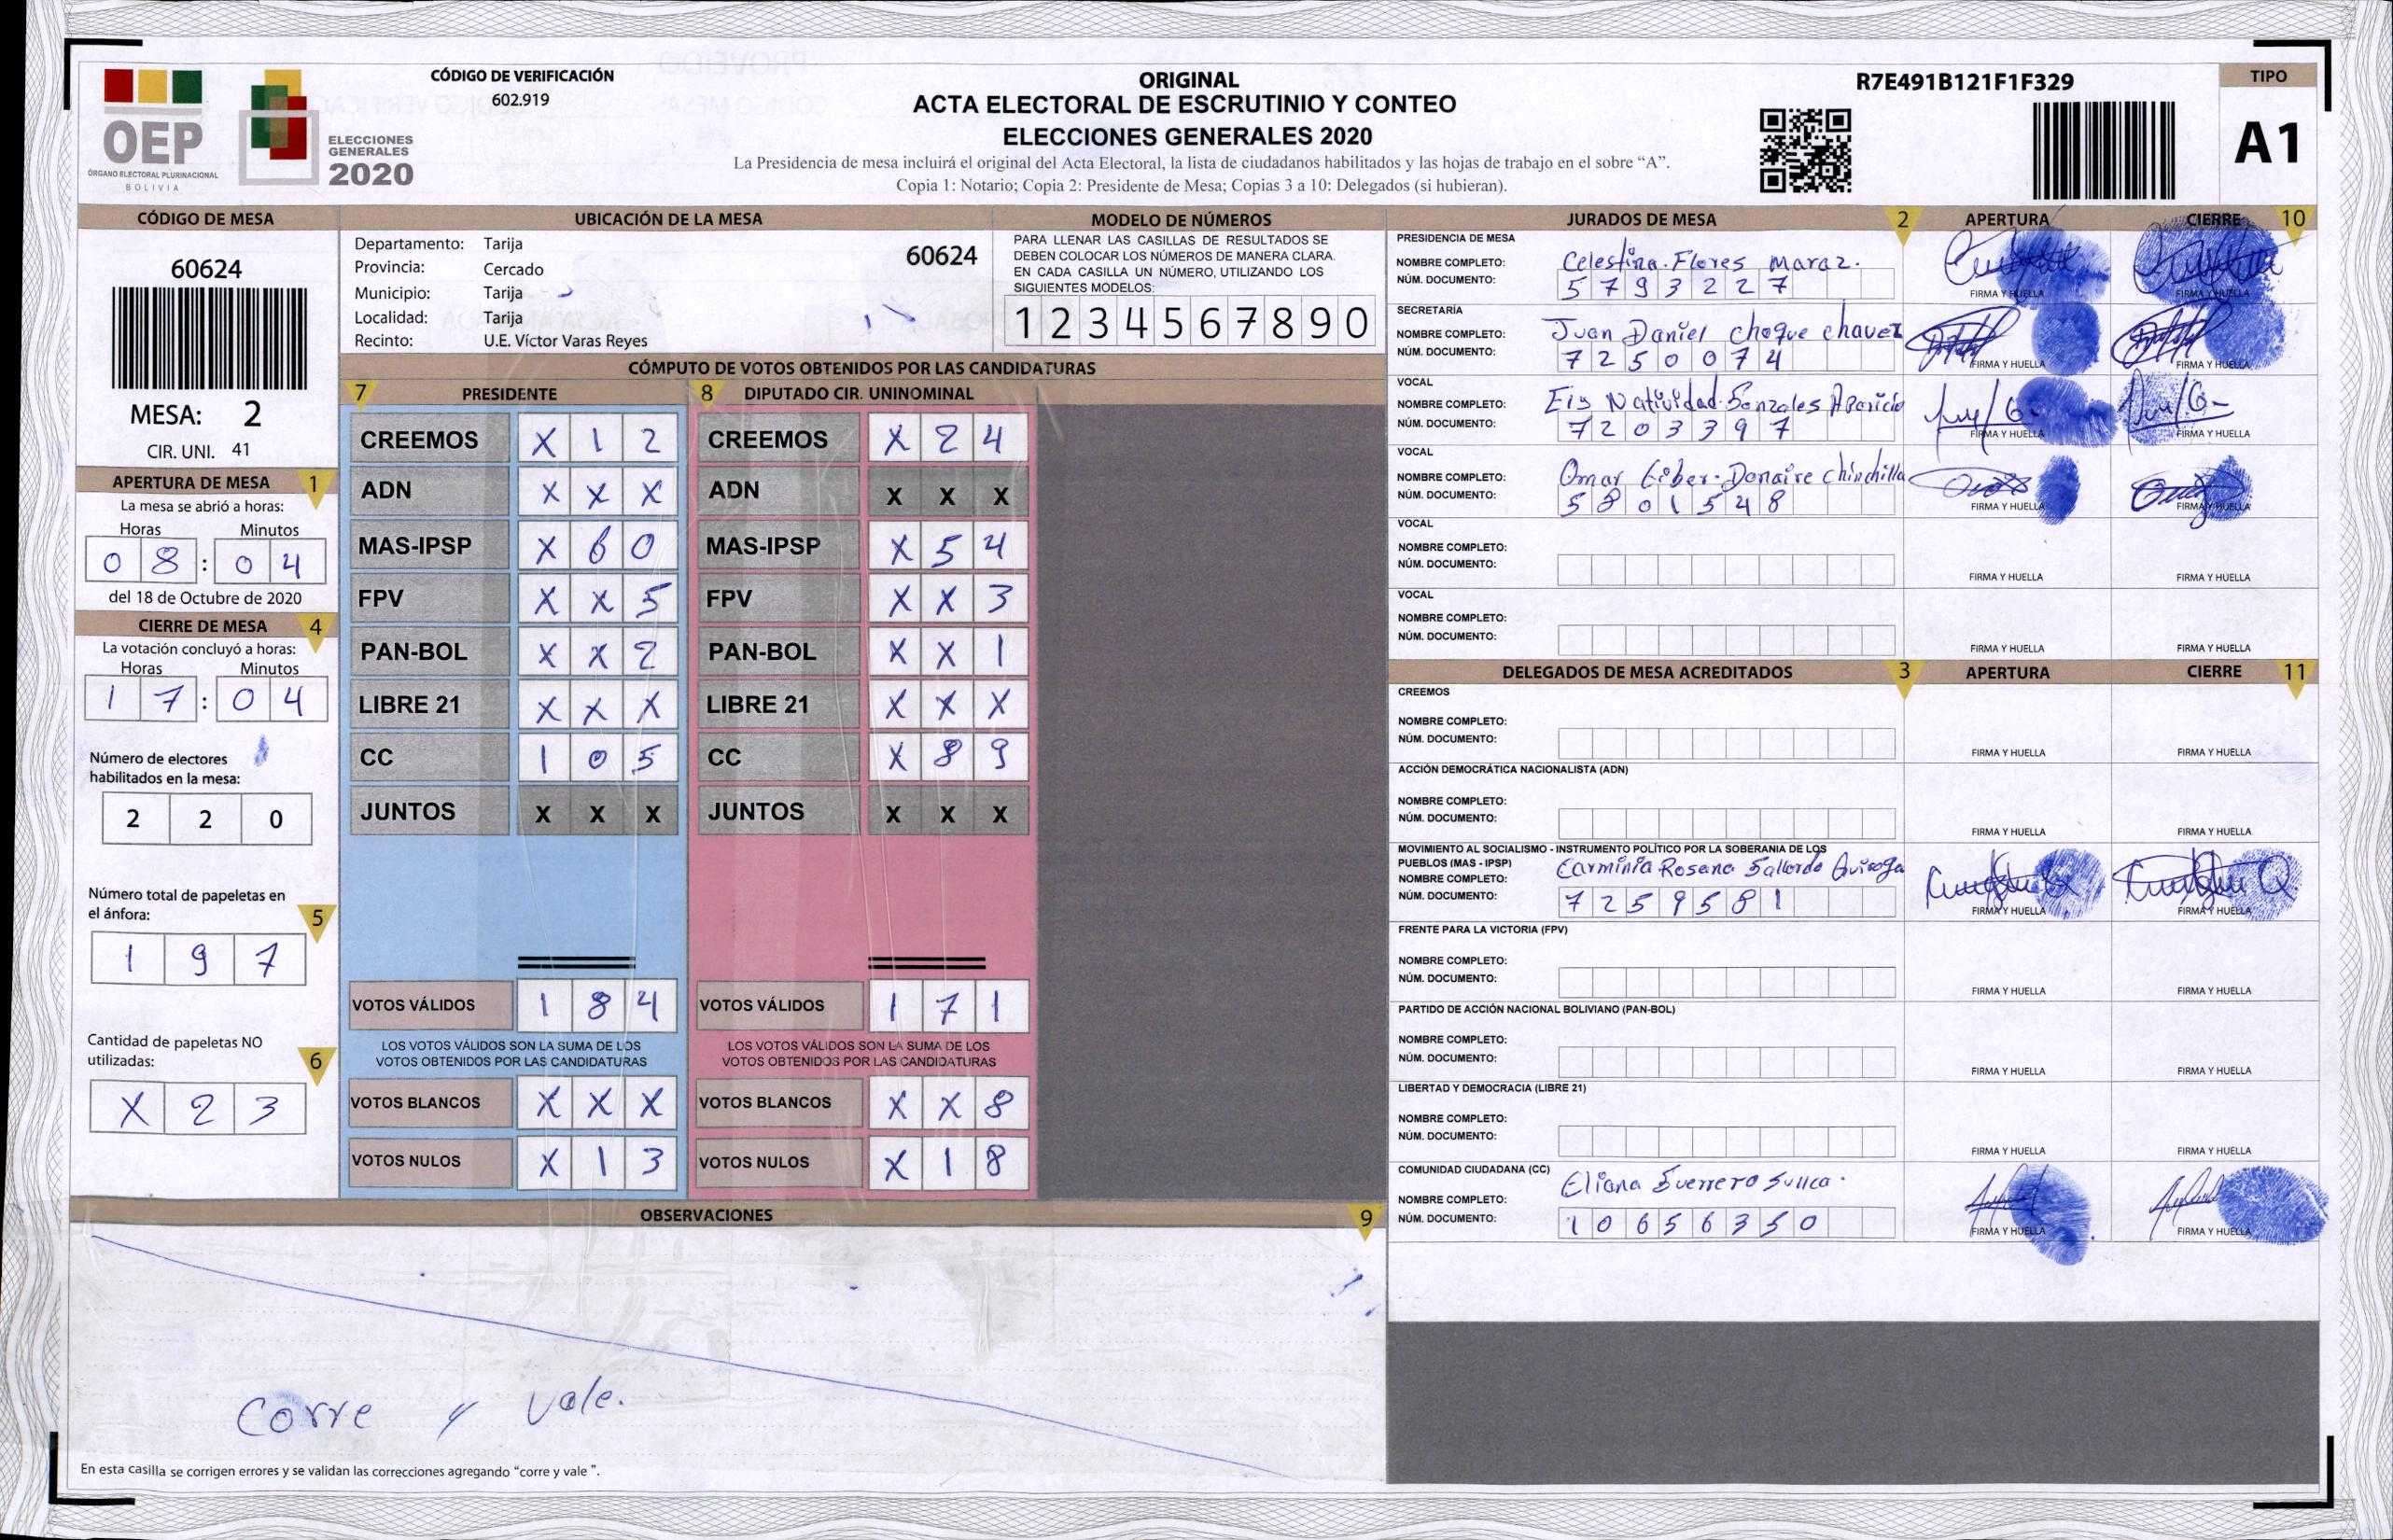 CÓDIGO DE VERIFICACIÓN
602.919
OEP
ÓRGANO ELECTORAL PLURINACIONAL
BOLIVIA
ELECCIONES
GENERALES
2020
ORIGINAL
ACTA ELECTORAL DE ESCRUTINIO Y CONTEO
ELECCIONES GENERALES 2020
La Presidencia de mesa incluirá el original del Acta Electoral, la lista de ciudadanos habilitados y las hojas de trabajo en el sobre “A”.
Copia 1: Notario; Copia 2: Presidente de Mesa; Copias 3 a 10: Delegados (si hubieran).
R7E491B121F1F329
TIPO
A1
CÓDIGO DE MESA
60624
MESA: 2
CIR. UNI. 41
APERTURA DE MESA 1
La mesa se abrió a horas:
Horas Minutos
0 8 : 0 4
del 18 de Octubre de 2020
CIERRE DE MESA 4
La votación concluyó a horas:
Horas Minutos
1 7 : 0 4
Número de electores
habilitados en la mesa:
2 2 0
Número total de papeletas en
el ánfora: 5
1 9 7
Cantidad de papeletas NO
utilizadas: 6
X 2 3
UBICACIÓN DE LA MESA
Departamento: Tarija
60624
Provincia: Cercado
Municipio: Tarija
Localidad: Tarija
Recinto: U.E. Víctor Varas Reyes
MODELO DE NÚMEROS
PARA LLENAR LAS CASILLAS DE RESULTADOS SE
DEBEN COLOCAR LOS NÚMEROS DE MANERA CLARA.
EN CADA CASILLA UN NÚMERO, UTILIZANDO LOS
SIGUIENTES MODELOS:
1 2 3 4 5 6 7 8 9 0
CÓMPUTO DE VOTOS OBTENIDOS POR LAS CANDIDATURAS
7 PRESIDENTE
CREEMOS X 1 2
ADN X X X
MAS-IPSP X 6 0
FPV X X 5
PAN-BOL X X 2
LIBRE 21 X X X
CC 1 0 5
JUNTOS X X X
VOTOS VÁLIDOS 1 8 4
LOS VOTOS VÁLIDOS SON LA SUMA DE LOS
VOTOS OBTENIDOS POR LAS CANDIDATURAS
VOTOS BLANCOS X X X
VOTOS NULOS X 1 3
8 DIPUTADO CIR. UNINOMINAL
CREEMOS X 2 4
ADN X X X
MAS-IPSP X 5 4
FPV X X 3
PAN-BOL X X 1
LIBRE 21 X X X
CC X 8 9
JUNTOS X X X
VOTOS VÁLIDOS 1 7 1
LOS VOTOS VÁLIDOS SON LA SUMA DE LOS
VOTOS OBTENIDOS POR LAS CANDIDATURAS
VOTOS BLANCOS X X 8
VOTOS NULOS X 1 8
OBSERVACIONES 9
Corre y vale.
En esta casilla se corrigen errores y se validan las correcciones agregando “corre y vale ”.
JURADOS DE MESA 2 APERTURA CIERRE 10
PRESIDENCIA DE MESA
NOMBRE COMPLETO: Celestina Flores Maraz.
NÚM. DOCUMENTO: 5 7 9 3 2 2 7
FIRMA Y HUELLA FIRMA Y HUELLA
SECRETARÍA
NOMBRE COMPLETO: Juan Daniel choque chavez
NÚM. DOCUMENTO: 7 2 5 0 0 7 4
FIRMA Y HUELLA FIRMA Y HUELLA
VOCAL
NOMBRE COMPLETO: Natividad Gonzales Aparicio
NÚM. DOCUMENTO: 7 2 0 3 3 9 7
FIRMA Y HUELLA FIRMA Y HUELLA
VOCAL
NOMBRE COMPLETO: Omar Donaire chinchilla
NÚM. DOCUMENTO: 5 8 0 1 5 4 8
FIRMA Y HUELLA FIRMA Y HUELLA
VOCAL
NOMBRE COMPLETO:
NÚM. DOCUMENTO:
FIRMA Y HUELLA FIRMA Y HUELLA
VOCAL
NOMBRE COMPLETO:
NÚM. DOCUMENTO:
FIRMA Y HUELLA FIRMA Y HUELLA
DELEGADOS DE MESA ACREDITADOS 3 APERTURA CIERRE 11
CREEMOS
NOMBRE COMPLETO:
NÚM. DOCUMENTO:
FIRMA Y HUELLA FIRMA Y HUELLA
ACCIÓN DEMOCRÁTICA NACIONALISTA (ADN)
NOMBRE COMPLETO:
NÚM. DOCUMENTO:
FIRMA Y HUELLA FIRMA Y HUELLA
MOVIMIENTO AL SOCIALISMO - INSTRUMENTO POLÍTICO POR LA SOBERANIA DE LOS
PUEBLOS (MAS - IPSP)
NOMBRE COMPLETO: Carminia Rosana Gallardo Quiroga
NÚM. DOCUMENTO: 7 2 5 9 5 8 1
FIRMA Y HUELLA FIRMA Y HUELLA
FRENTE PARA LA VICTORIA (FPV)
NOMBRE COMPLETO:
NÚM. DOCUMENTO:
FIRMA Y HUELLA FIRMA Y HUELLA
PARTIDO DE ACCIÓN NACIONAL BOLIVIANO (PAN-BOL)
NOMBRE COMPLETO:
NÚM. DOCUMENTO:
FIRMA Y HUELLA FIRMA Y HUELLA
LIBERTAD Y DEMOCRACIA (LIBRE 21)
NOMBRE COMPLETO:
NÚM. DOCUMENTO:
FIRMA Y HUELLA FIRMA Y HUELLA
COMUNIDAD CIUDADANA (CC)
NOMBRE COMPLETO: Eliana Guerrero
NÚM. DOCUMENTO: 1 0 6 5 6 3 5 0
FIRMA Y HUELLA FIRMA Y HUELLA